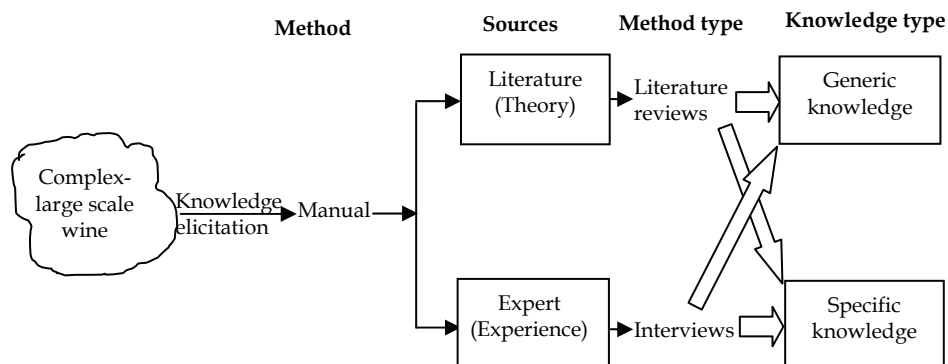 Method
Sources
Method type
Knowledge type
Literature
(Theory)
Literature
reviews
Generic
knowledge
Complex-
large scale
wine
Knowledge
elicitation
Manual
Expert
(Experience)
Interviews
Specific
knowledge